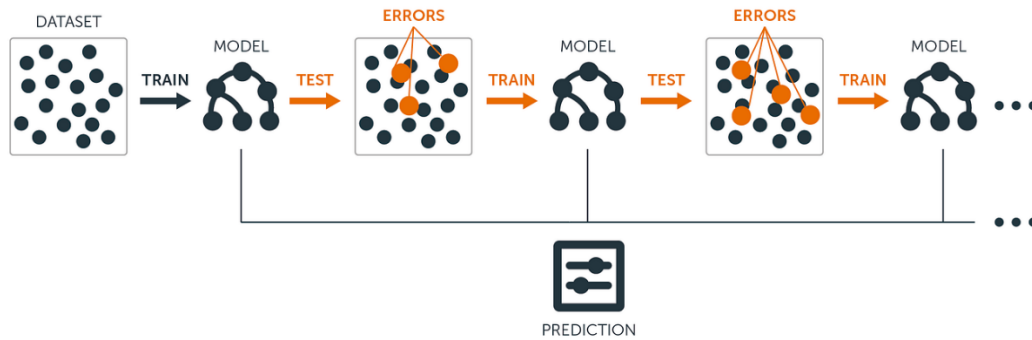 DATASET
MODEL
ERRORS
MODEL
ERRORS
MODEL
TRAIN
TEST
TRAIN
TEST
TRAIN
PREDICTION